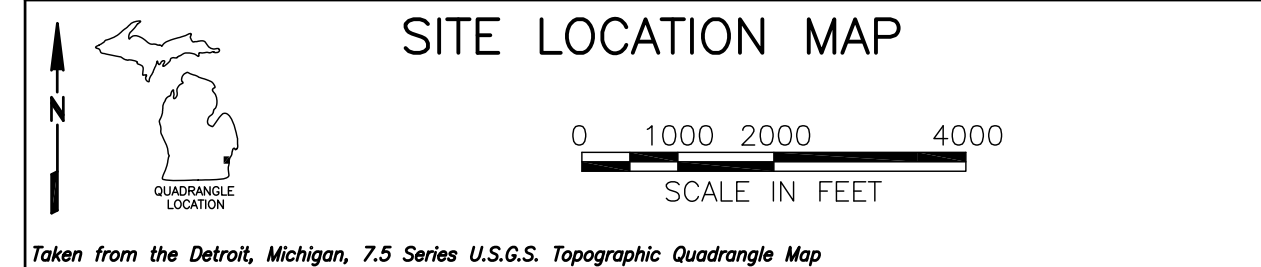 SITE LOCATION MAP
N
QUADRANGLE
LOCATION
0 1000 2000 4000
SCALE IN FEET
Taken from the Detroit, Michigan, 7.5 Series U.S.G.S. Topographic Quadrangle Map